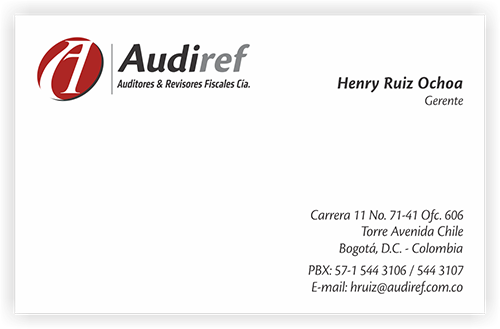 A
Audiref
Auditores & Revisores Fiscales Cía.
Henry Ruiz Ochoa
Gerente
Carrera 11 No. 71-41 Ofc. 606
Torre Avenida Chile
Bogotá, D.C. - Colombia
PBX: 57-1 544 3106 / 544 3107
E-mail: hruiz@audiref.com.co